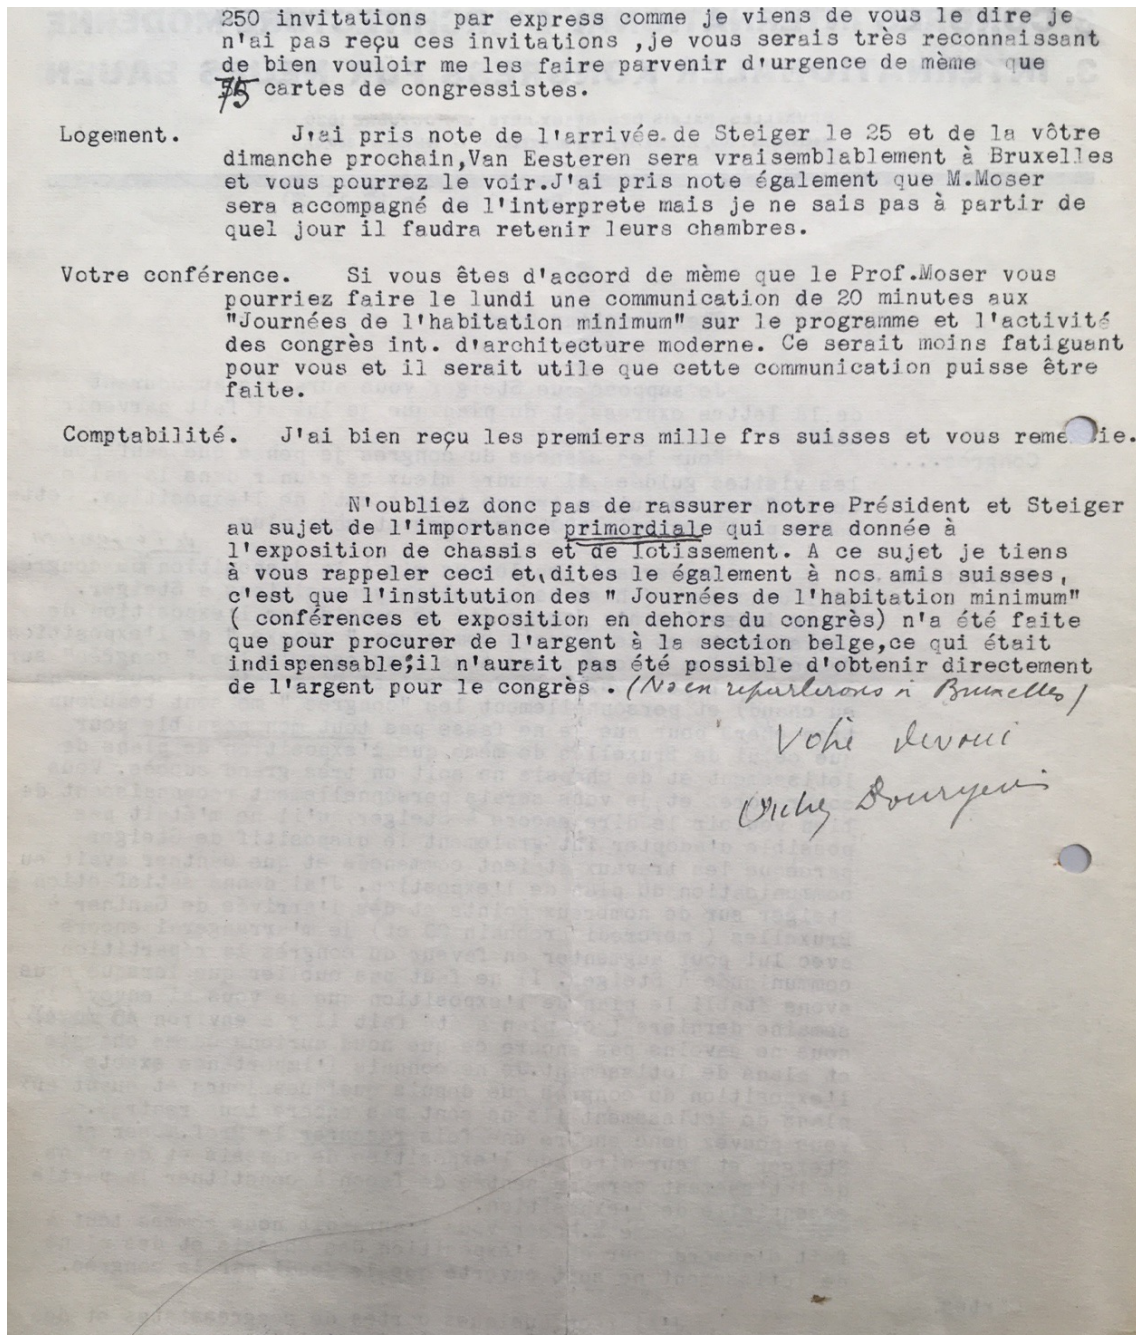 250 invitations par express comme je viens de vous le dire je
n'ai pas reçu ces invitations ,je vous serais très reconnaissant
de bien vouloir me les faire parvenir d'urgence de mème que
75 cartes de congressistes.
Logement. J'ai pris note de l'arrivée de Steiger le 25 et de la vôtre
dimanche prochain,Van Eesteren sera vraisemblablement à Bruxelles
et vous pourrez le voir.J'ai pris note également que M.Moser
sera accompagné de l'interprete mais je ne sais pas à partir de
quel jour il faudra retenir leurs chambres.
Votre conférence. Si vous êtes d'accord de mème que le Prof.Moser vous
pourriez faire le lundi une communication de 20 minutes aux
"Journées de l'habitation minimum" sur le programme et l'activité
des congrès int. d'architecture moderne. Ce serait moins fatiguant
pour vous et il serait utile que cette communication puisse être
faite.
Comptabilité. J'ai bien reçu les premiers mille frs suisses et vous reme ie.
N'oubliez donc pas de rassurer notre Président et Steiger
au sujet de l'importance primordiale qui sera donnée à
l'exposition de chassis et de lotissement. A ce sujet je tiens
à vous rappeler ceci et,dites le également à nos amis suisses,
c'est que l'institution des " Journées de l'habitation minimum"
( conférences et exposition en dehors du congrès) n'a été faite
que pour procurer de l'argent à la section belge,ce qui était
indispensable;il n'aurait pas été possible d'obtenir directement
de l'argent pour le congrès . (Ns en reparlerons à Bruxelles)
Votre dévoué
Bourgeois